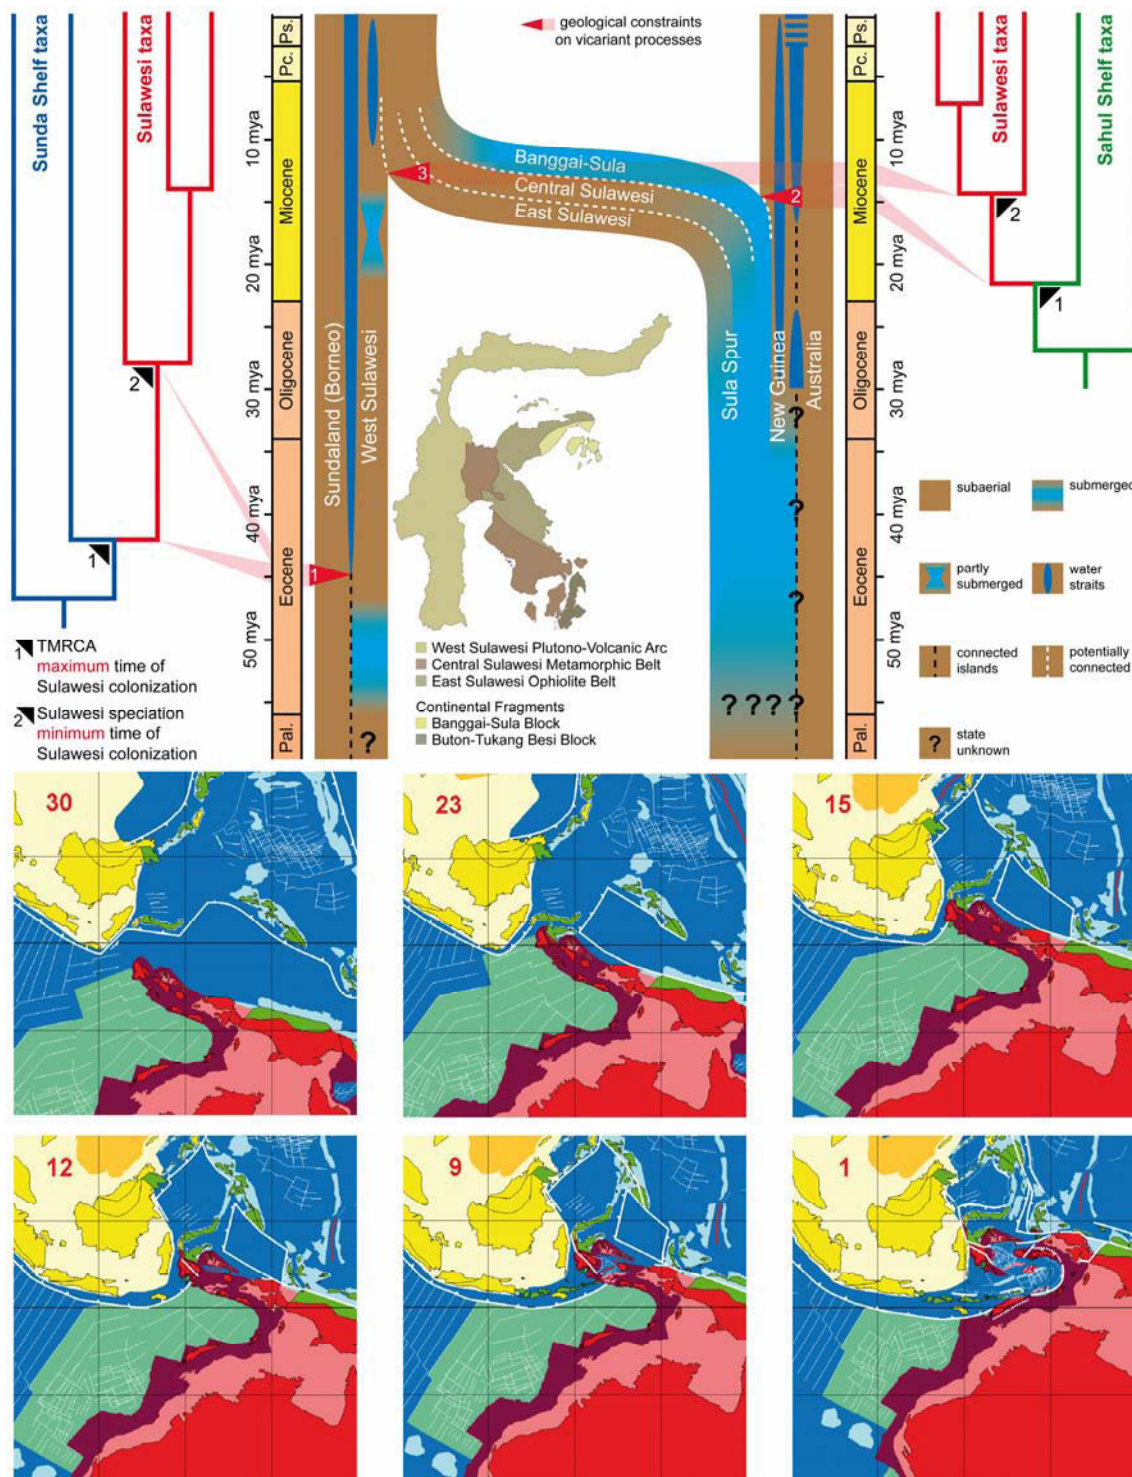 Sunda Shelf taxa
Sulawesi taxa
2
1
1 TMRCA
maximum time of
Sulawesi colonization
2 Sulawesi speciation
minimum time of
Sulawesi colonization
10 mya
20 mya
30 mya
40 mya
50 mya
Ps.
Pc.
Miocene
Oligocene
Eocene
Pal.
Sundaland (Borneo)
West Sulawesi
?
geological constraints
on vicariant processes
3
Banggai-Sula
Central Sulawesi
East Sulawesi
2
1
West Sulawesi Plutono-Volcanic Arc
Central Sulawesi Metamorphic Belt
East Sulawesi Ophiolite Belt
Continental Fragments
Banggai-Sula Block
Buton-Tukang Besi Block
Sula Spur
New Guinea
Australia
?
?
?
? ? ? ?
Ps.
Pc.
Miocene
Oligocene
Eocene
Pal.
10 mya
20 mya
30 mya
40 mya
50 mya
Sulawesi taxa
Sahul Shelf taxa
2
1
subaerial
submerged
partly
submerged
water
straits
connected
islands
potentially
connected
? state
unknown
30
23
15
12
9
1